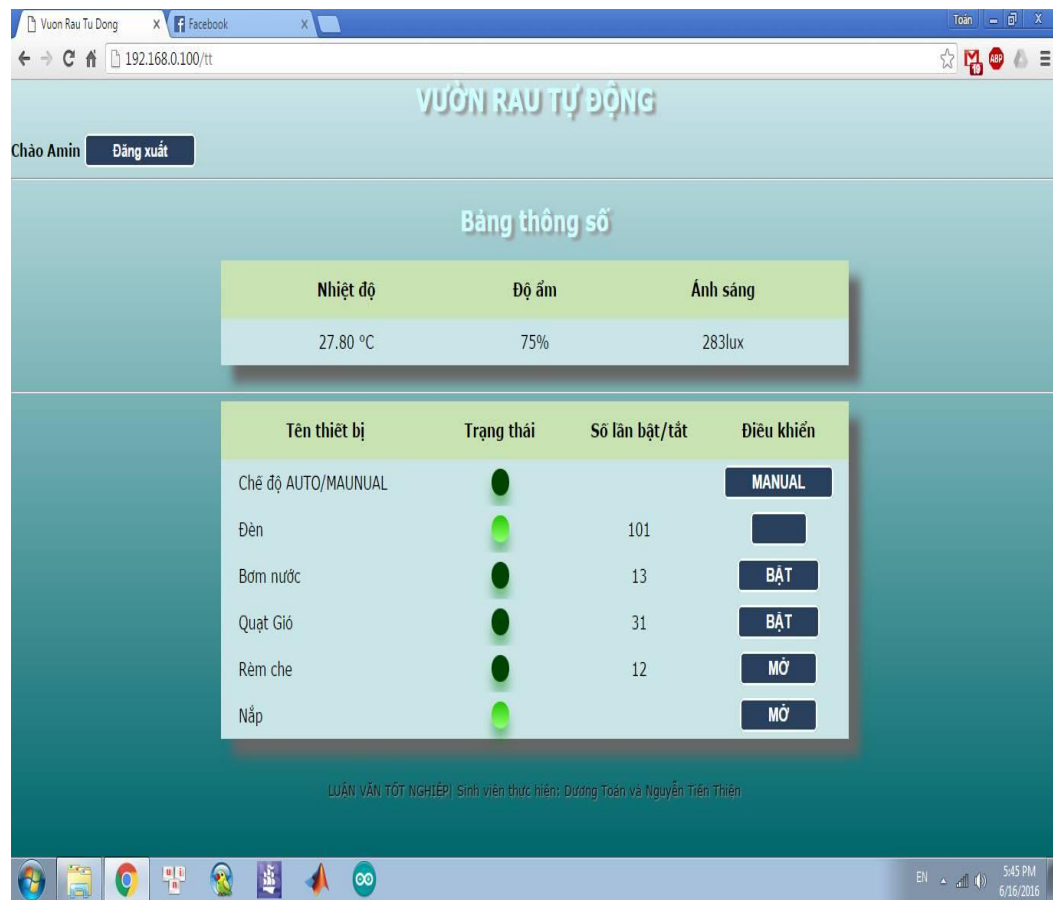 Vuon Rau Tu Dong
Facebook
Toàn
192.168.0.100/tt
19
ABP
VƯỜN RAU TỰ ĐỘNG
Chào Amin Đăng xuất
Bảng thông số
Nhiệt độ Độ ẩm Ánh sáng
27.80 °C 75% 283lux
Tên thiết bị Trạng thái Số lần bật/tắt Điều khiển
Chế độ AUTO/MAUNUAL MANUAL
Đèn 101
Bơm nước 13 BẬT
Quạt Gió 31 BẬT
Rèm che 12 MỞ
Nắp MỞ
LUẬN VĂN TỐT NGHIỆP| Sinh viên thực hiện: Dương Toán và Nguyễn Tiến Thiện
EN 5:45 PM
6/16/2016